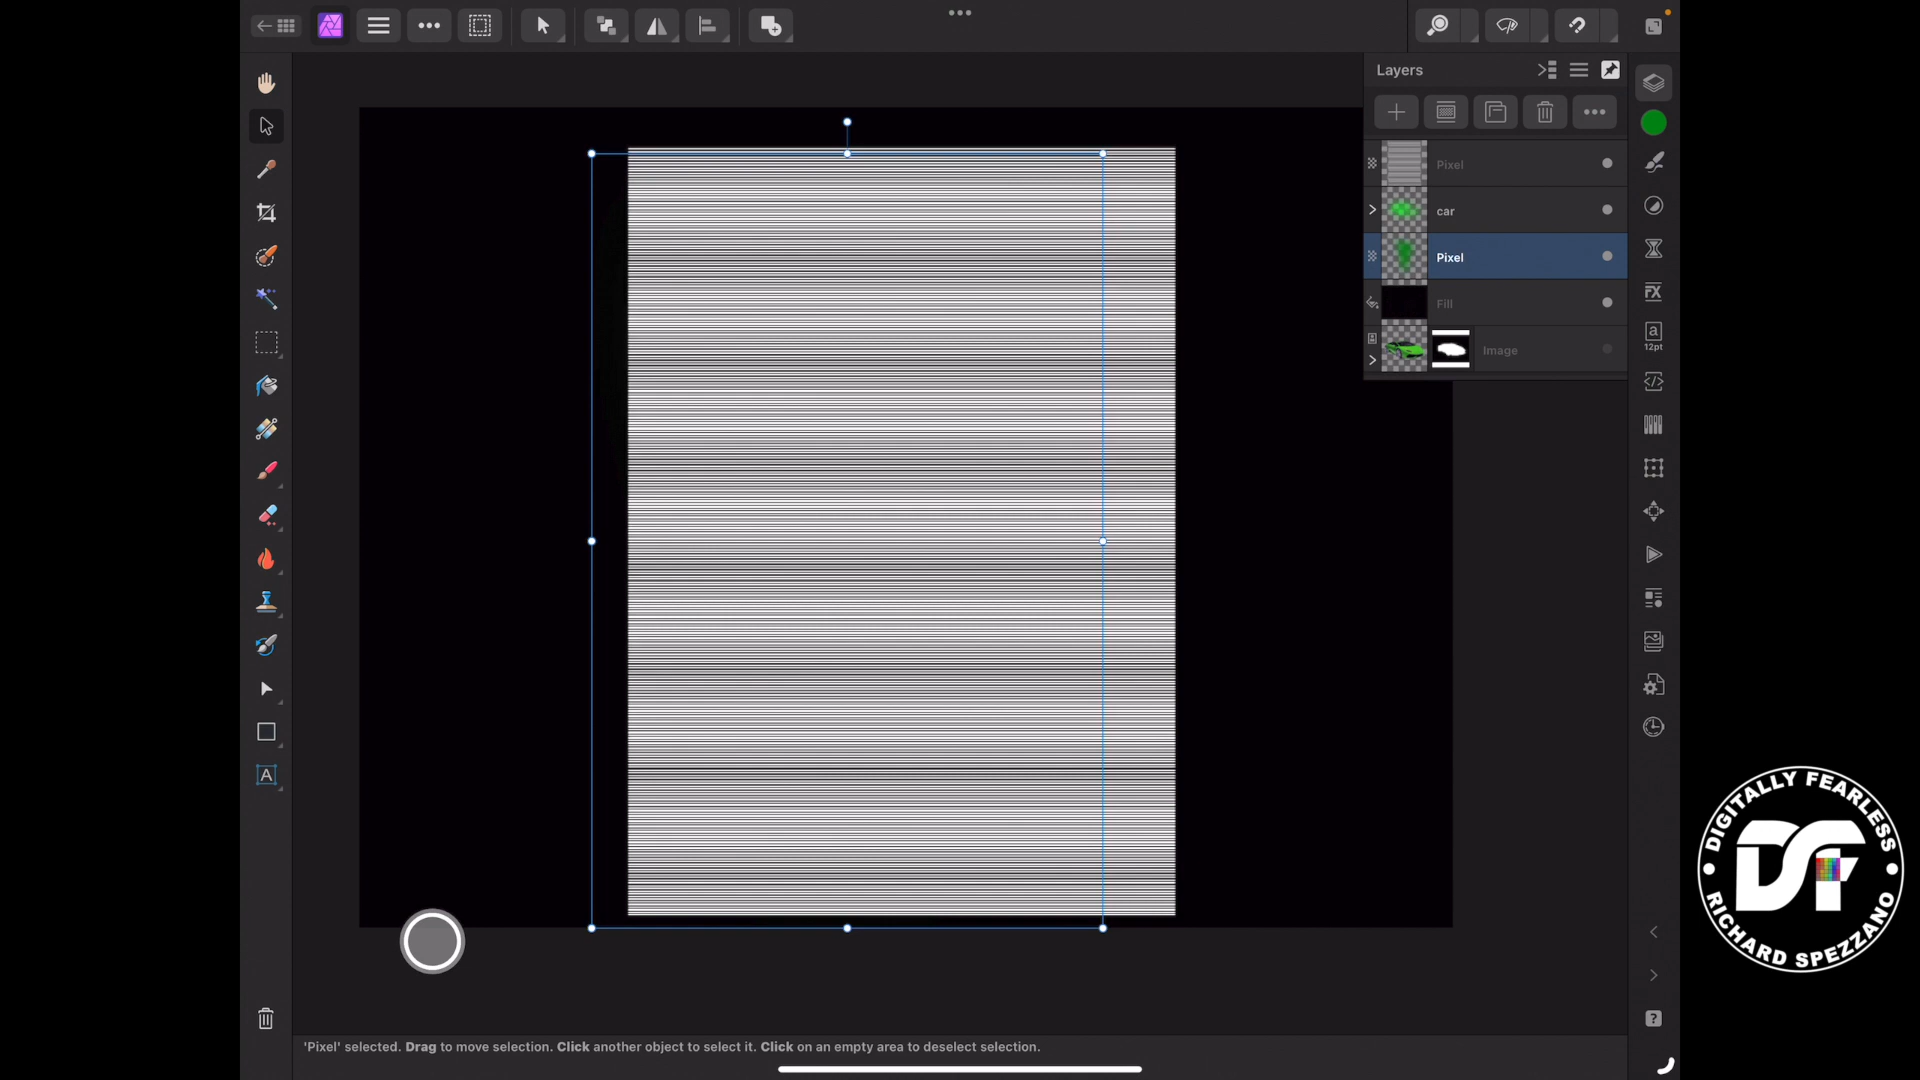 Layers
Pixel
car
Pixel
Fill
Image
FX
a
12pt
A
?
DIGITALLY FEARLESS
DF
RICHARD SPEZZANO
'Pixel' selected. Drag to move selection. Click another object to select it. Click on an empty area to deselect selection.